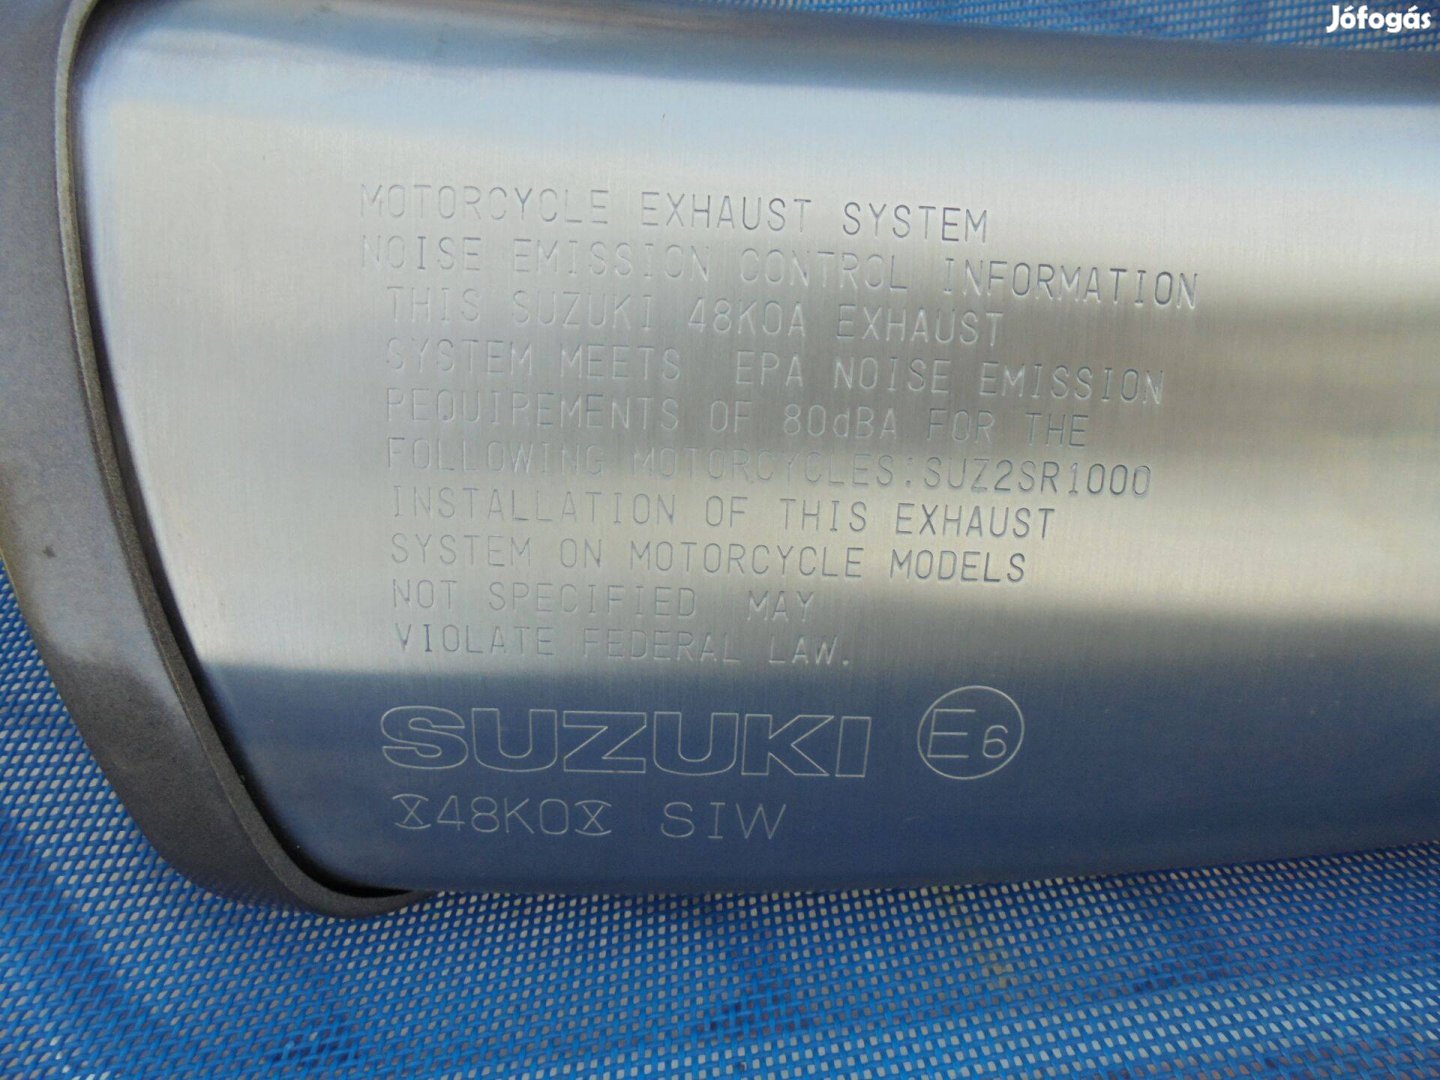 Jófogás
MOTORCYCLE EXHAUST SYSTEM
NOISE EMISSION CONTROL INFORMATION
THIS SUZUKI 48K0A EXHAUST
SYSTEM MEETS EPA NOISE EMISSION
REQUIREMENTS OF 80dBA FOR THE
FOLLOWING MOTORCYCLES:SUZ2SR1000
INSTALLATION OF THIS EXHAUST
SYSTEM ON MOTORCYCLE MODELS
NOT SPECIFIED MAY
VIOLATE FEDERAL LAW.
SUZUKI E6
X48K0X SIW